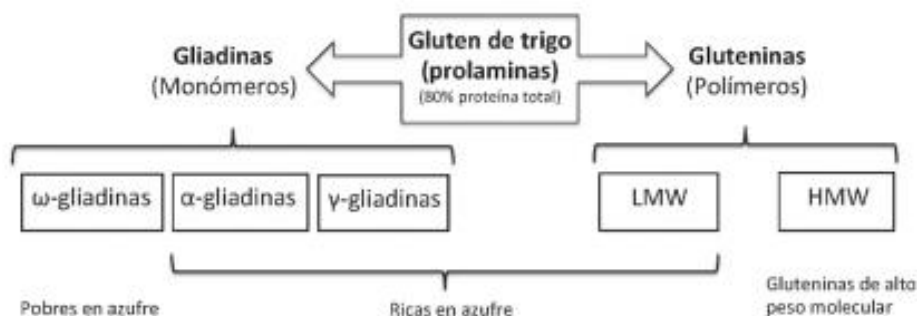 Gluten de trigo
(prolaminas)
(80% proteína total)
Gliadinas
(Monómeros)
Gluteninas
(Polímeros)
ω-gliadinas
α-gliadinas
γ-gliadinas
LMW
HMW
Pobres en azufre
Ricas en azufre
Gluteninas de alto
peso molecular